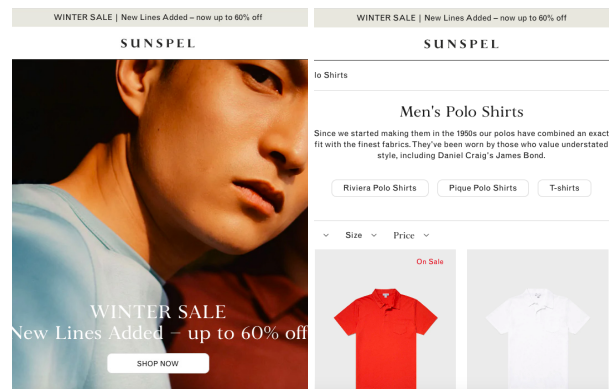 WINTER SALE | New Lines Added – now up to 60% off
SUNSPEL
WINTER SALE
New Lines Added – up to 60% off
SHOP NOW
WINTER SALE | New Lines Added – now up to 60% off
SUNSPEL
lo Shirts
Men's Polo Shirts
Since we started making them in the 1950s our polos have combined an exact
fit with the finest fabrics. They've been worn by those who value understated
style, including Daniel Craig's James Bond.
Riviera Polo Shirts
Pique Polo Shirts
T-shirts
Size
Price
On Sale